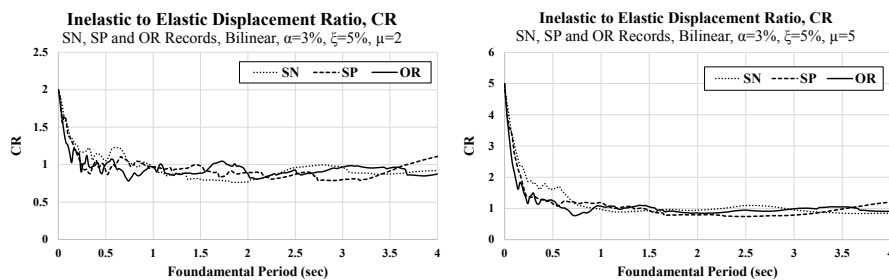 Inelastic to Elastic Displacement Ratio, CR
SN, SP and OR Records, Bilinear, α=3%, ξ=5%, μ=2
2.5
2
1.5
1
0.5
0
CR
SN SP OR
0 0.5 1 1.5 2 2.5 3 3.5 4
Foundamental Period (sec)
Inelastic to Elastic Displacement Ratio, CR
SN, SP and OR Records, Bilinear, α=3%, ξ=5%, μ=5
6
5
4
3
2
1
0
CR
SN SP OR
0 0.5 1 1.5 2 2.5 3 3.5 4
Foundamental Period (sec)